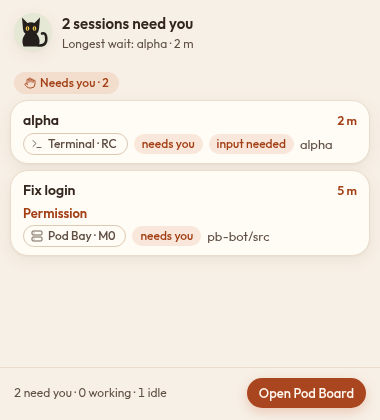 2 sessions need you
Longest wait: alpha · 2 m
Needs you · 2
alpha
2 m
Terminal · RC
needs you
input needed
alpha
Fix login
5 m
Permission
Pod Bay · M0
needs you
pb-bot/src
2 need you · 0 working · 1 idle
Open Pod Board